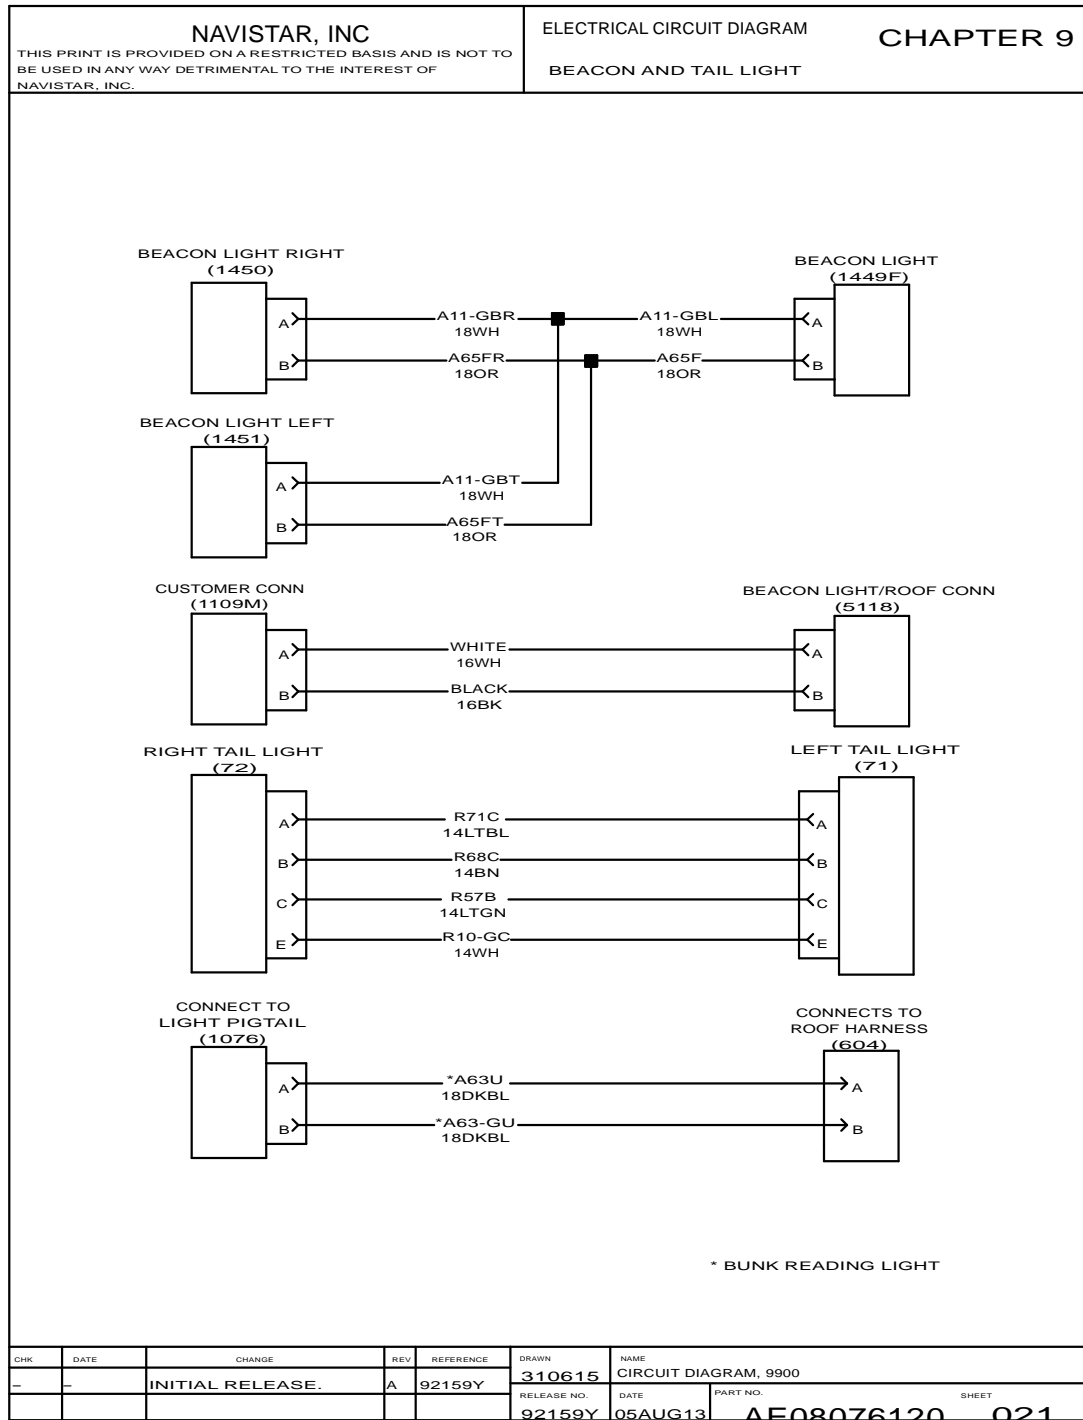 NAVISTAR, INC
THIS PRINT IS PROVIDED ON A RESTRICTED BASIS AND IS NOT TO
BE USED IN ANY WAY DETRIMENTAL TO THE INTEREST OF
NAVISTAR, INC.
ELECTRICAL CIRCUIT DIAGRAM
BEACON AND TAIL LIGHT
CHAPTER 9
BEACON LIGHT RIGHT
(1450)
BEACON LIGHT
(1449F)
A A11-GBR A11-GBL A
18WH 18WH
B A65FR A65F B
18OR 18OR
BEACON LIGHT LEFT
(1451)
A A11-GBT
18WH
B A65FT
18OR
CUSTOMER CONN
(1109M)
BEACON LIGHT/ROOF CONN
(5118)
A WHITE A
16WH
B BLACK B
16BK
RIGHT TAIL LIGHT
(72)
LEFT TAIL LIGHT
(71)
A R71C A
14LTBL
B R68C B
14BN
C R57B C
14LTGN
E R10-GC E
14WH
CONNECT TO
LIGHT PIGTAIL
(1076)
CONNECTS TO
ROOF HARNESS
(604)
A *A63U A
18DKBL
B *A63-GU B
18DKBL
* BUNK READING LIGHT
CHK DATE CHANGE REV REFERENCE DRAWN NAME
– – INITIAL RELEASE. A 92159Y 310615 CIRCUIT DIAGRAM, 9900
RELEASE NO. DATE PART NO. SHEET
92159Y 05AUG13 AE08076120 021